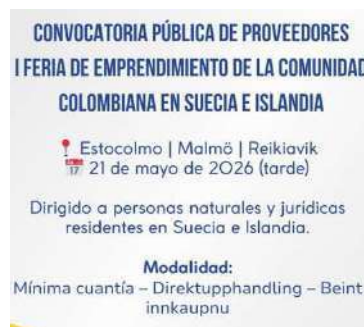 CONVOCATORIA PÚBLICA DE PROVEEDORES
I FERIA DE EMPRENDIMIENTO DE LA COMUNIDAD
COLOMBIANA EN SUECIA E ISLANDIA
📍 Estocolmo | Malmö | Reikiavik
📅 21 de mayo de 2026 (tarde)
Dirigido a personas naturales y jurídicas
residentes en Suecia e Islandia.
Modalidad:
Mínima cuantía – Direktupphandling – Beint
innkaupnu